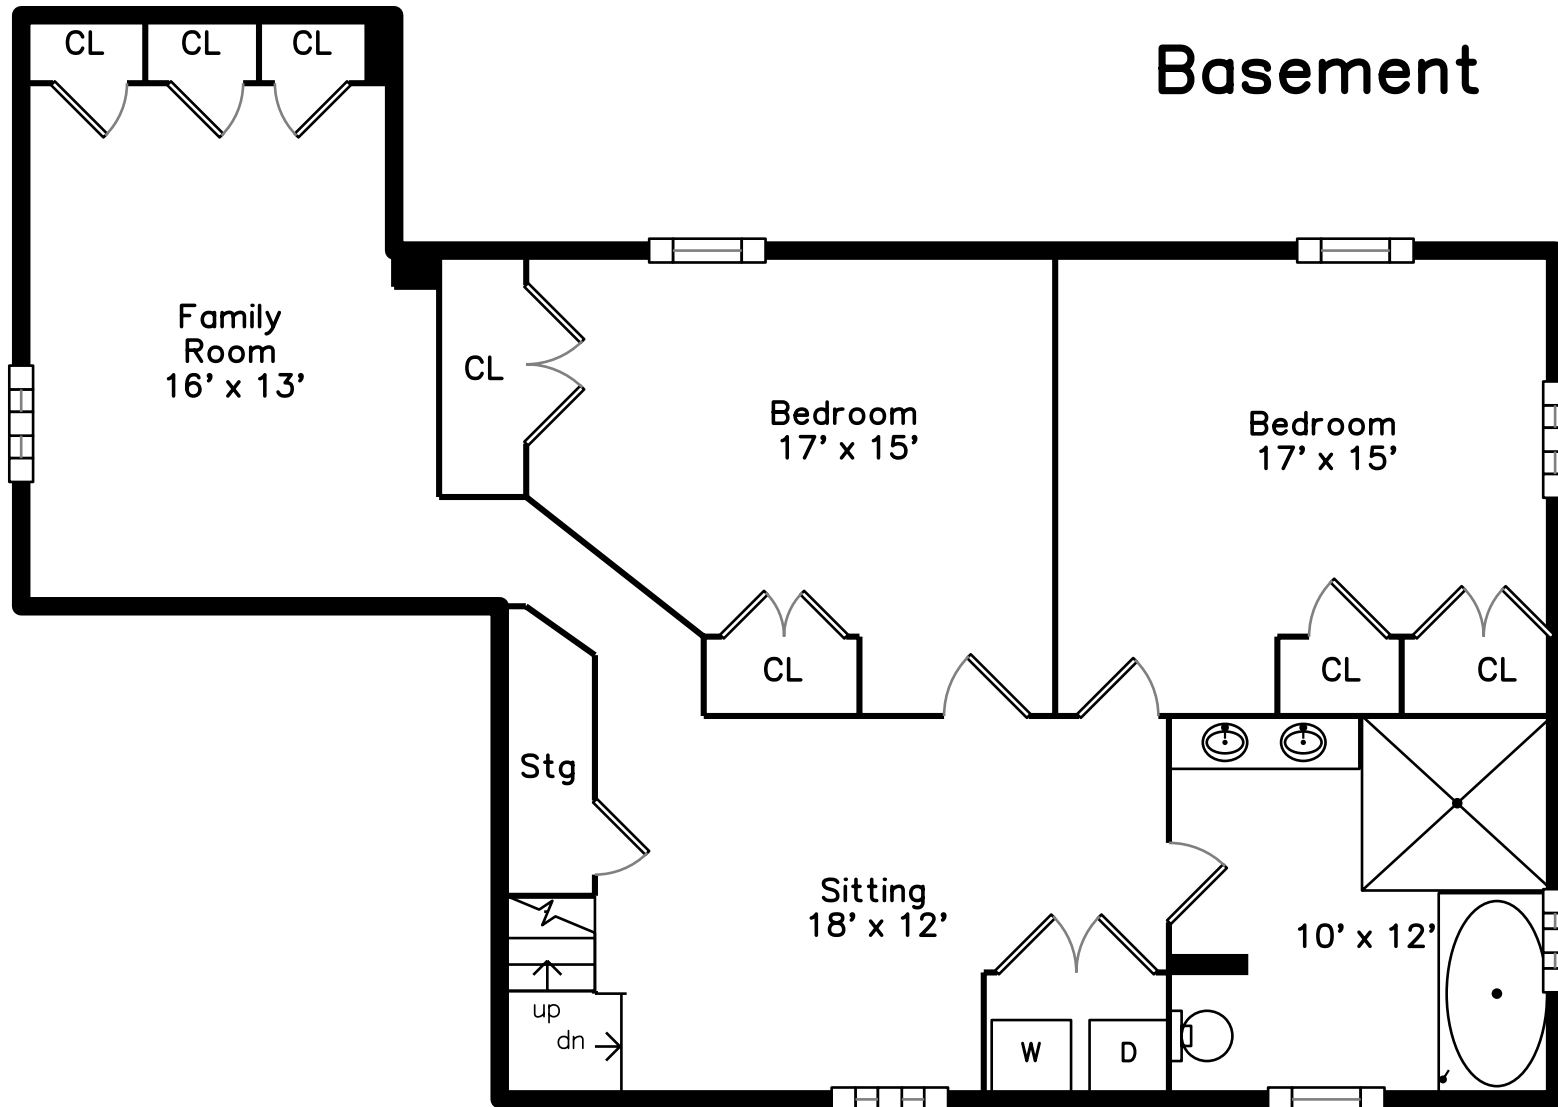 CL
CL
CL
Basement
Family
Room
16' x 13'
CL
Bedroom
17' x 15'
Bedroom
17' x 15'
CL
CL
CL
Stg
Sitting
18' x 12'
10' x 12'
up
dn
W
D